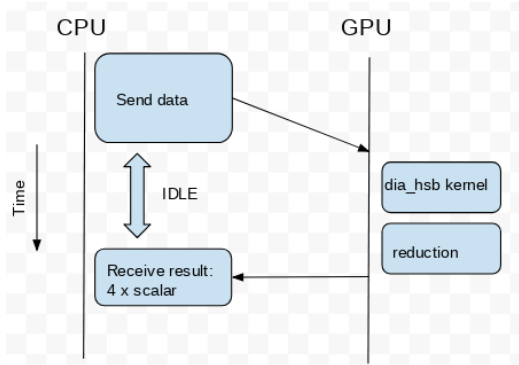 CPU
GPU
Send data
Time
IDLE
dia_hsb kernel
reduction
Receive result:
4 x scalar